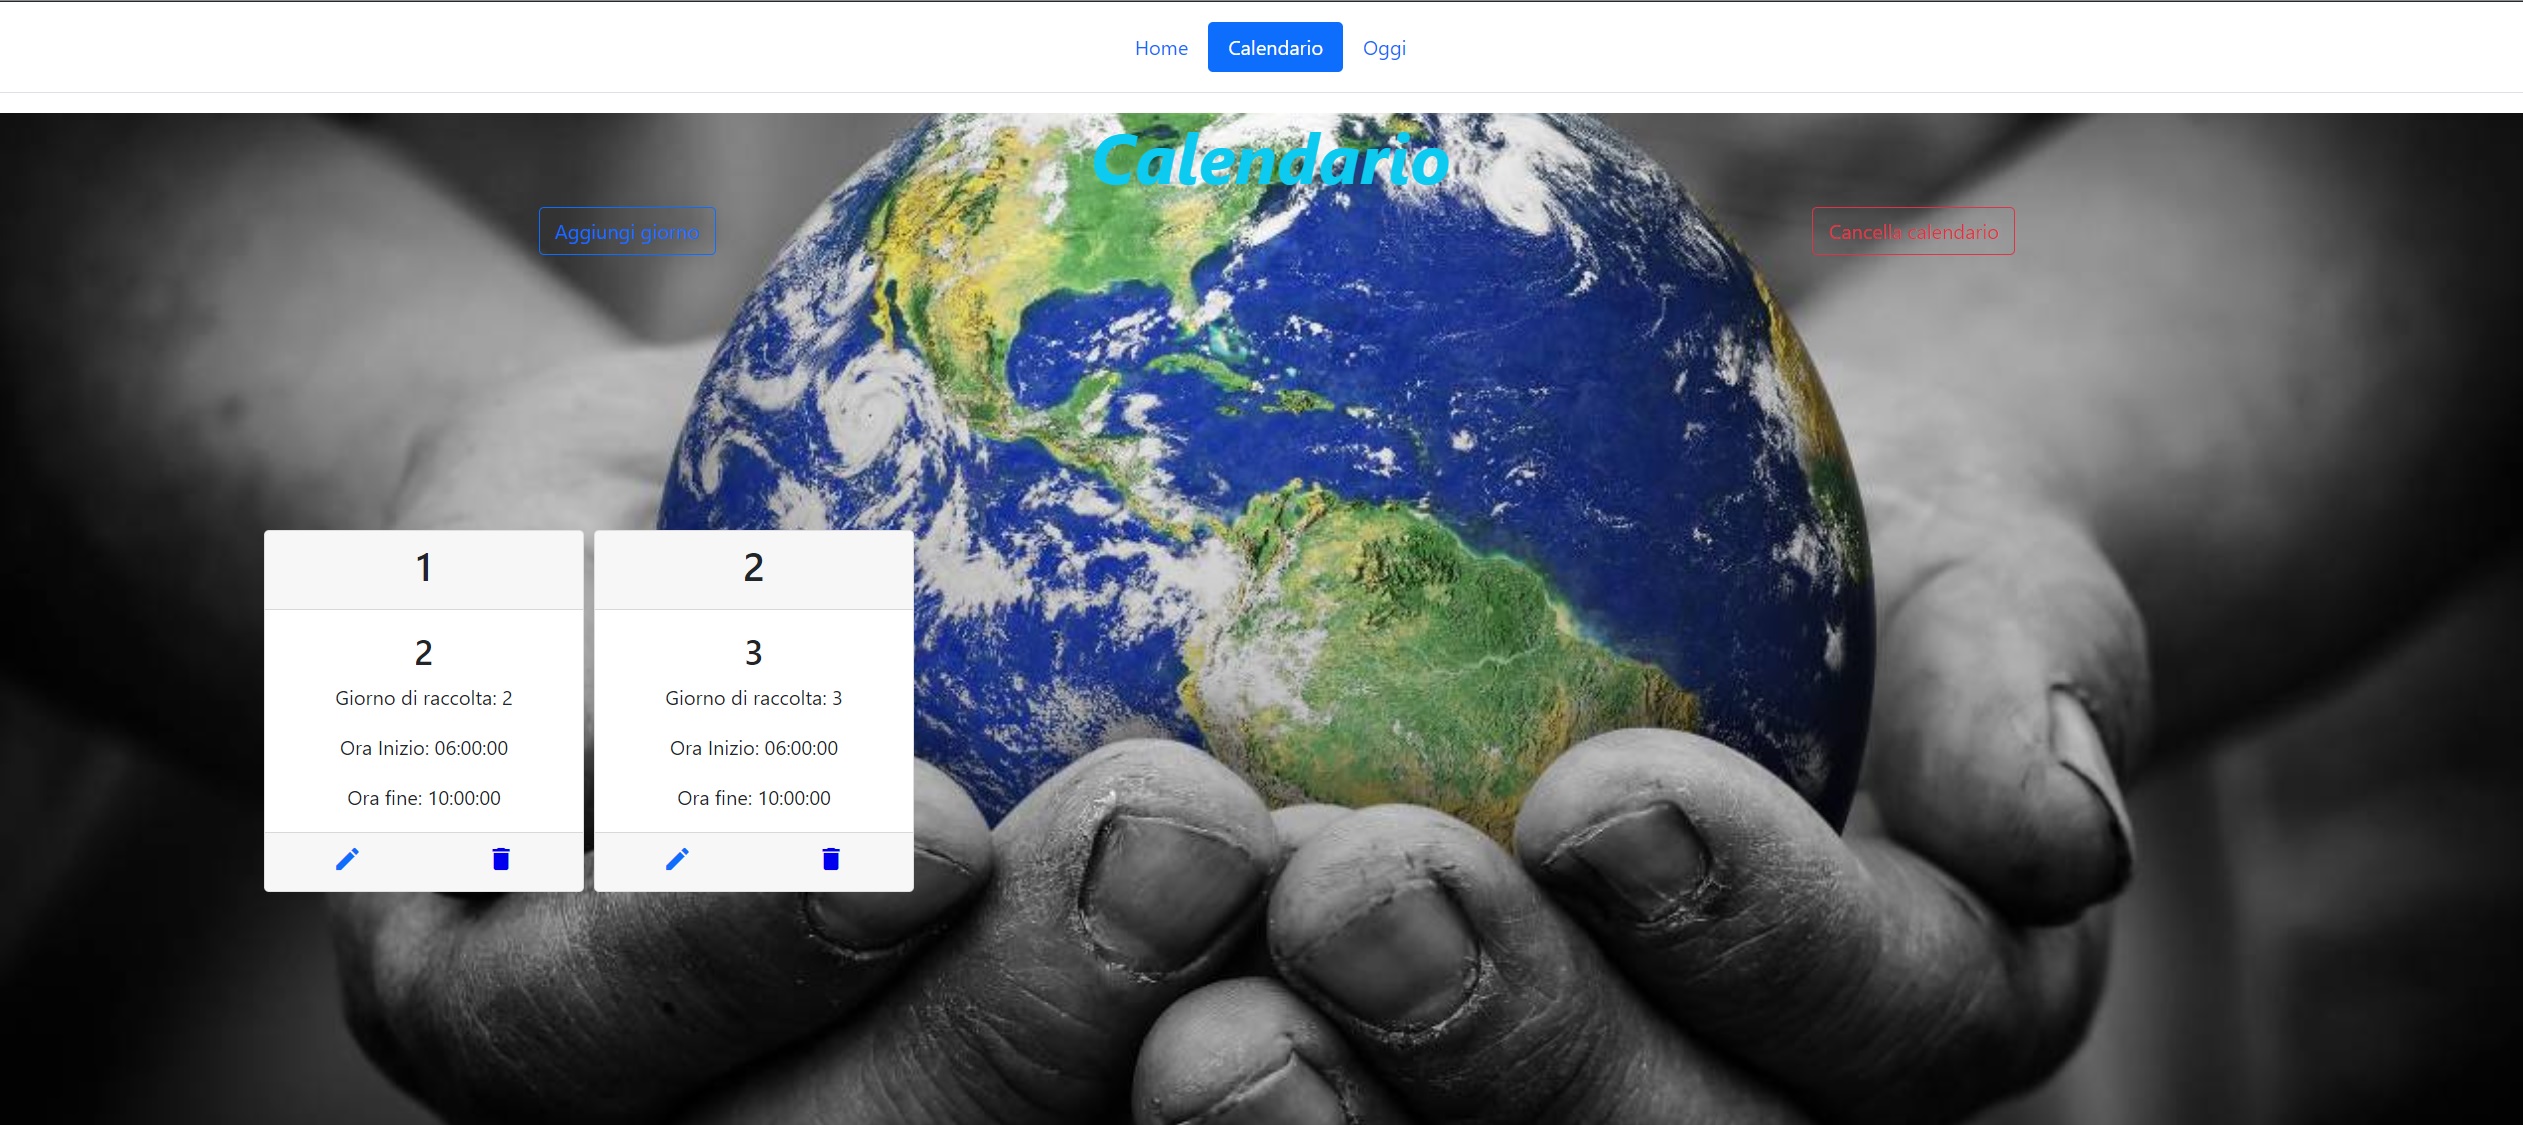 Home Calendario Oggi
Calendario
Aggiungi giorno Cancella calendario
1
2
Giorno di raccolta: 2
Ora Inizio: 06:00:00
Ora fine: 10:00:00
2
3
Giorno di raccolta: 3
Ora Inizio: 06:00:00
Ora fine: 10:00:00